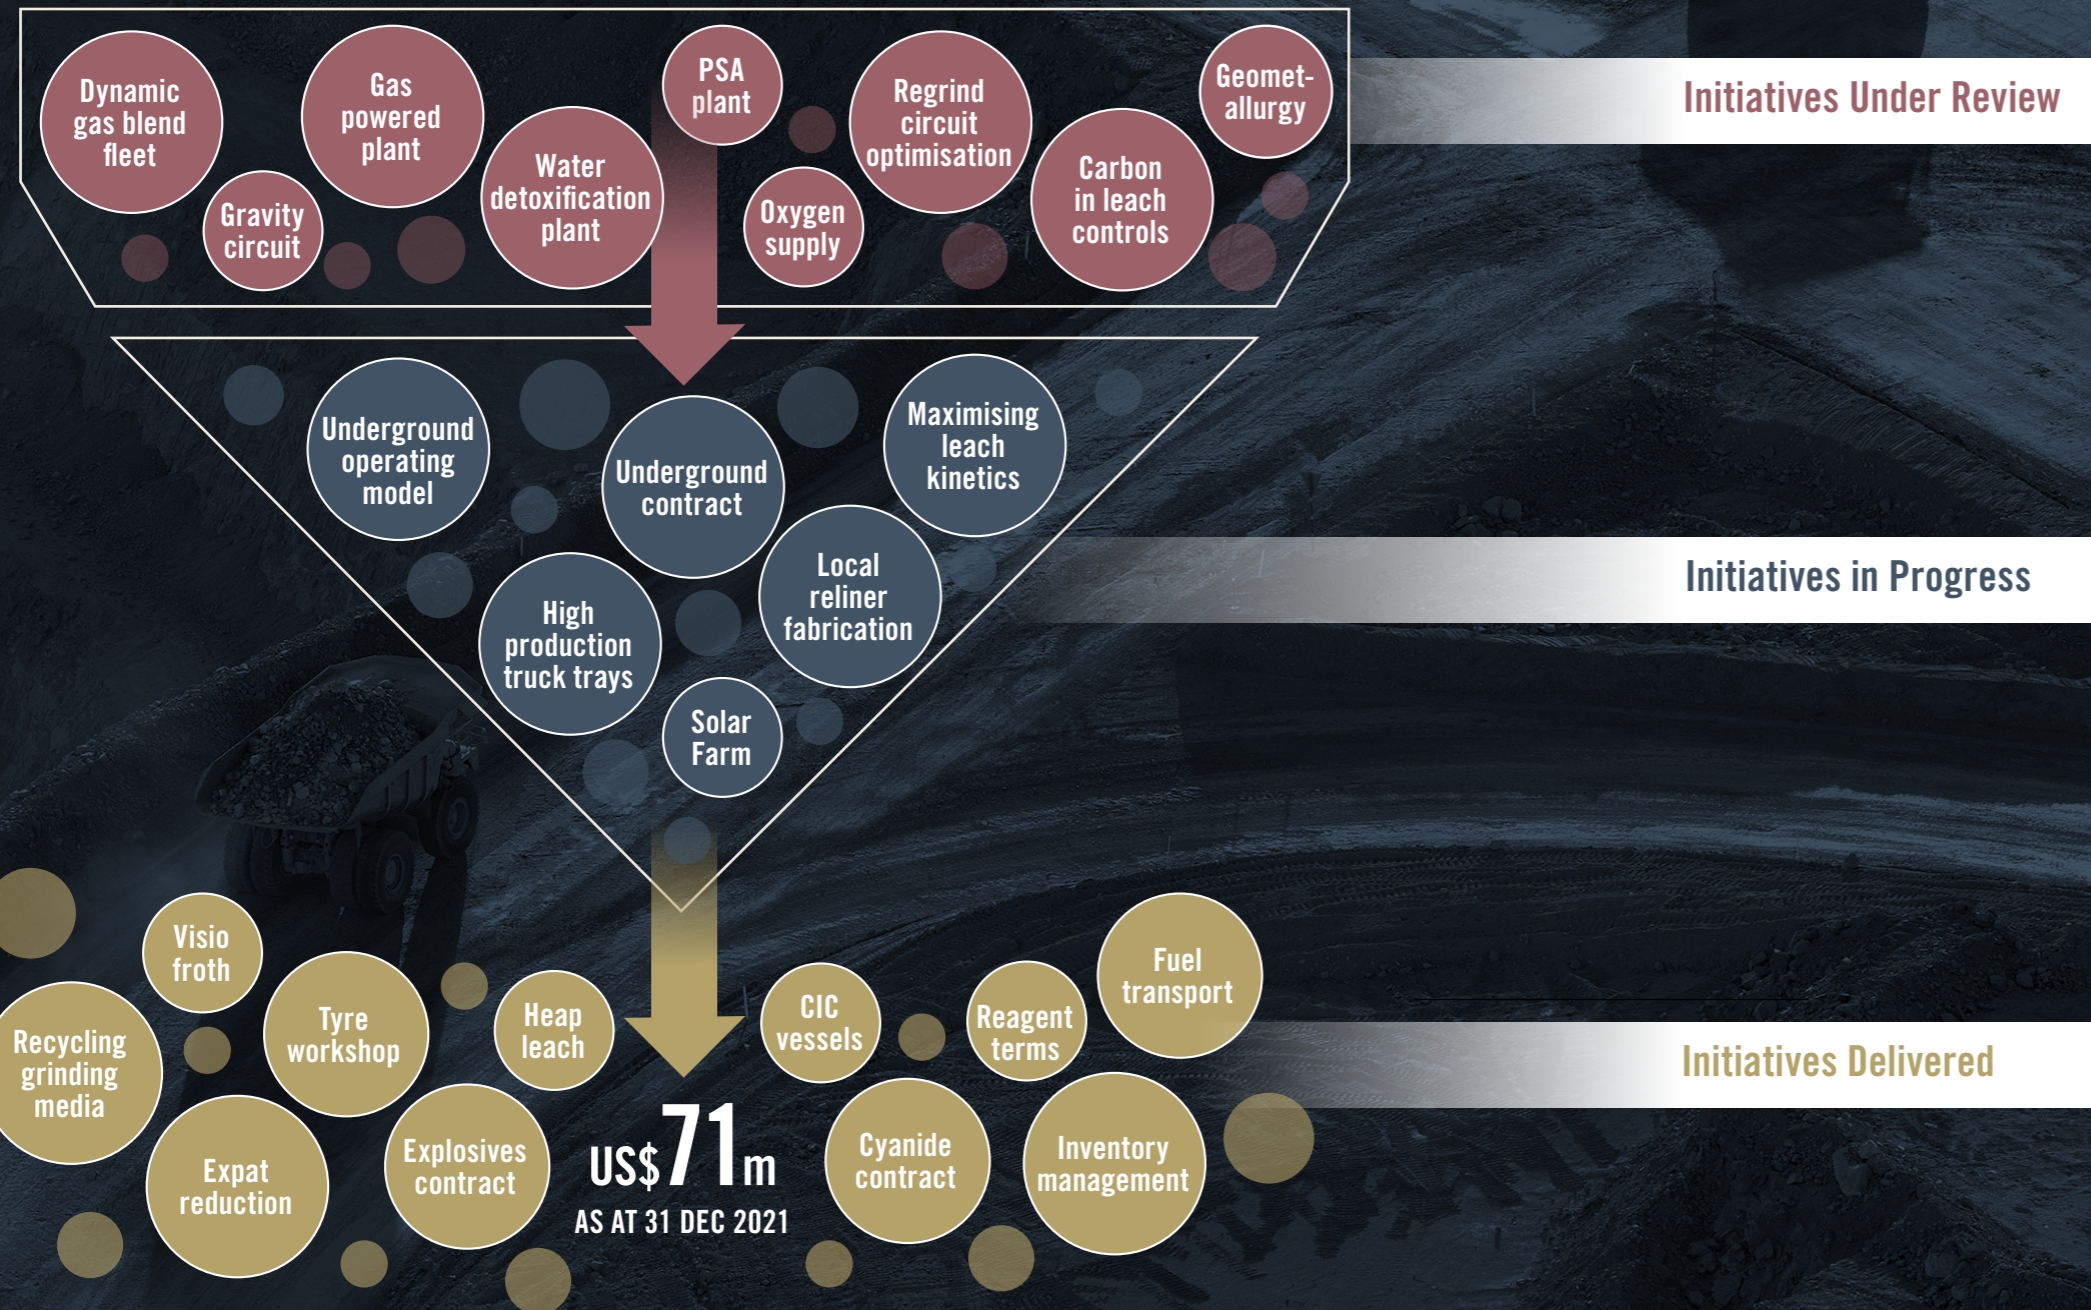 Dynamic
gas blend
fleet
Gravity
circuit
Gas
powered
plant
Water
detoxification
plant
PSA
plant
Oxygen
supply
Regrind
circuit
optimisation
Carbon
in leach
controls
Geomet-
allurgy
Initiatives Under Review
Underground
operating
model
Underground
contract
Maximising
leach
kinetics
High
production
truck trays
Local
reliner
fabrication
Solar
Farm
Initiatives in Progress
Visio
froth
Recycling
grinding
media
Tyre
workshop
Expat
reduction
Heap
leach
Explosives
contract
US$71m
AS AT 31 DEC 2021
CIC
vessels
Cyanide
contract
Reagent
terms
Inventory
management
Fuel
transport
Initiatives Delivered